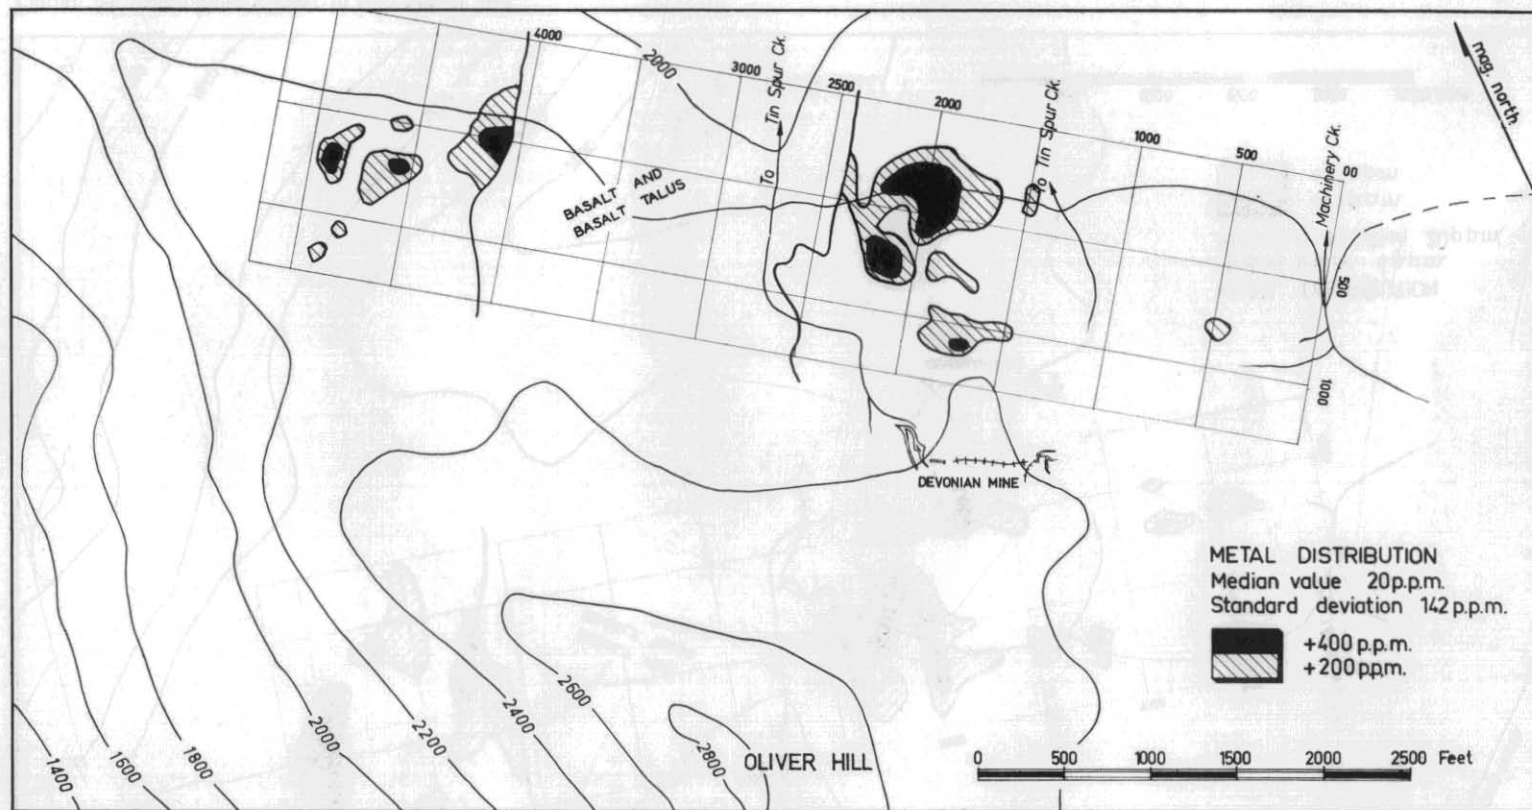 4000
2000
3000
2500
2000
1000
500
00
500
1000
To Tin Spur Ck.
To Tin Spur Ck.
Machinery Ck.
mag. north
BASALT AND
BASALT TALUS
DEVONIAN MINE
METAL DISTRIBUTION
Median value 20 p.p.m.
Standard deviation 142 p.p.m.
+400 p.p.m.
+200 p.p.m.
1400
1600
1800
2000
2200
2400
2600
2800
OLIVER HILL
0 500 1000 1500 2000 2500 Feet